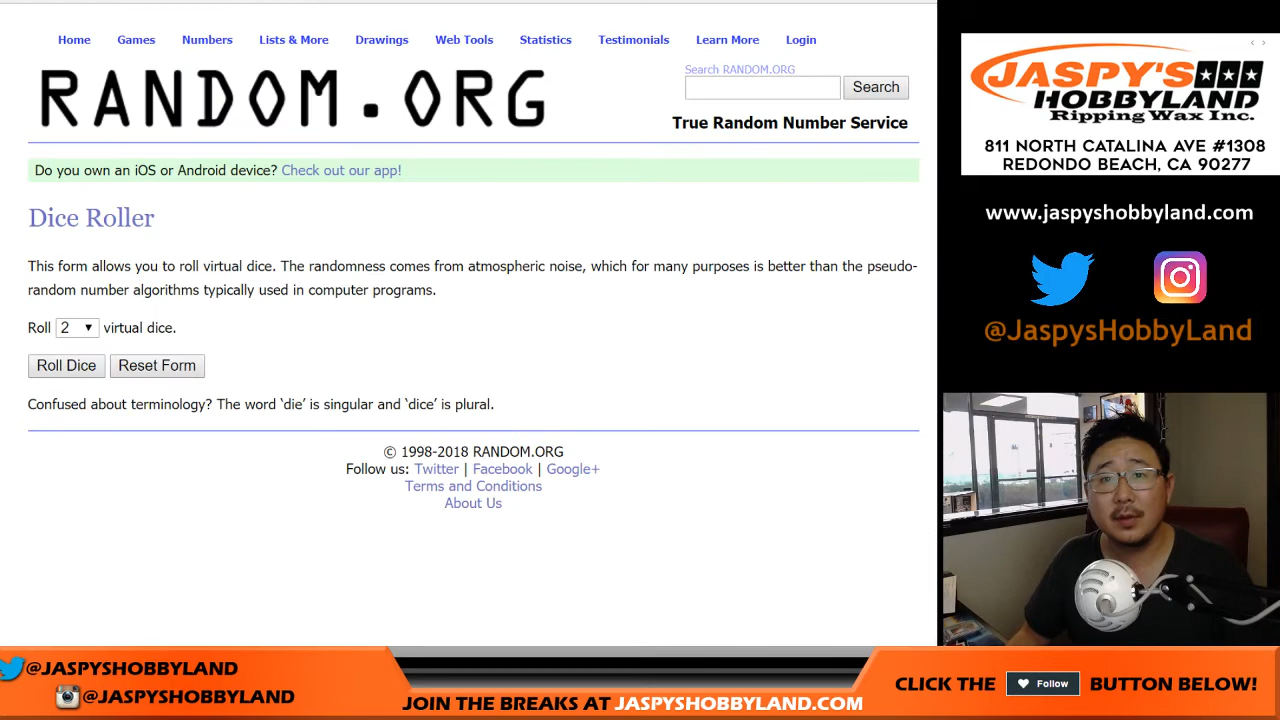 Home Games Numbers Lists & More Drawings Web Tools Statistics Testimonials Learn More Login
RANDOM.ORG
Search RANDOM.ORG
Search
True Random Number Service
Do you own an iOS or Android device? Check out our app!
Dice Roller
This form allows you to roll virtual dice. The randomness comes from atmospheric noise, which for many purposes is better than the pseudo-
random number algorithms typically used in computer programs.
Roll 2 virtual dice.
Roll Dice Reset Form
Confused about terminology? The word ‘die’ is singular and ‘dice’ is plural.
© 1998-2018 RANDOM.ORG
Follow us: Twitter | Facebook | Google+
Terms and Conditions
About Us
JASPY'S
HOBBYLAND
Ripping Wax Inc.
811 NORTH CATALINA AVE #1308
REDONDO BEACH, CA 90277
www.jaspyshobbyland.com
@JaspysHobbyLand
@JASPYSHOBBYLAND
@JASPYSHOBBYLAND
JOIN THE BREAKS AT JASPYSHOBBYLAND.COM
CLICK THE Follow BUTTON BELOW!